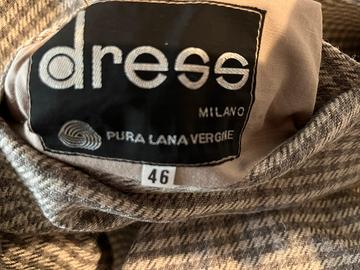 dress
MILANO
PURA LANA VERGINE
46